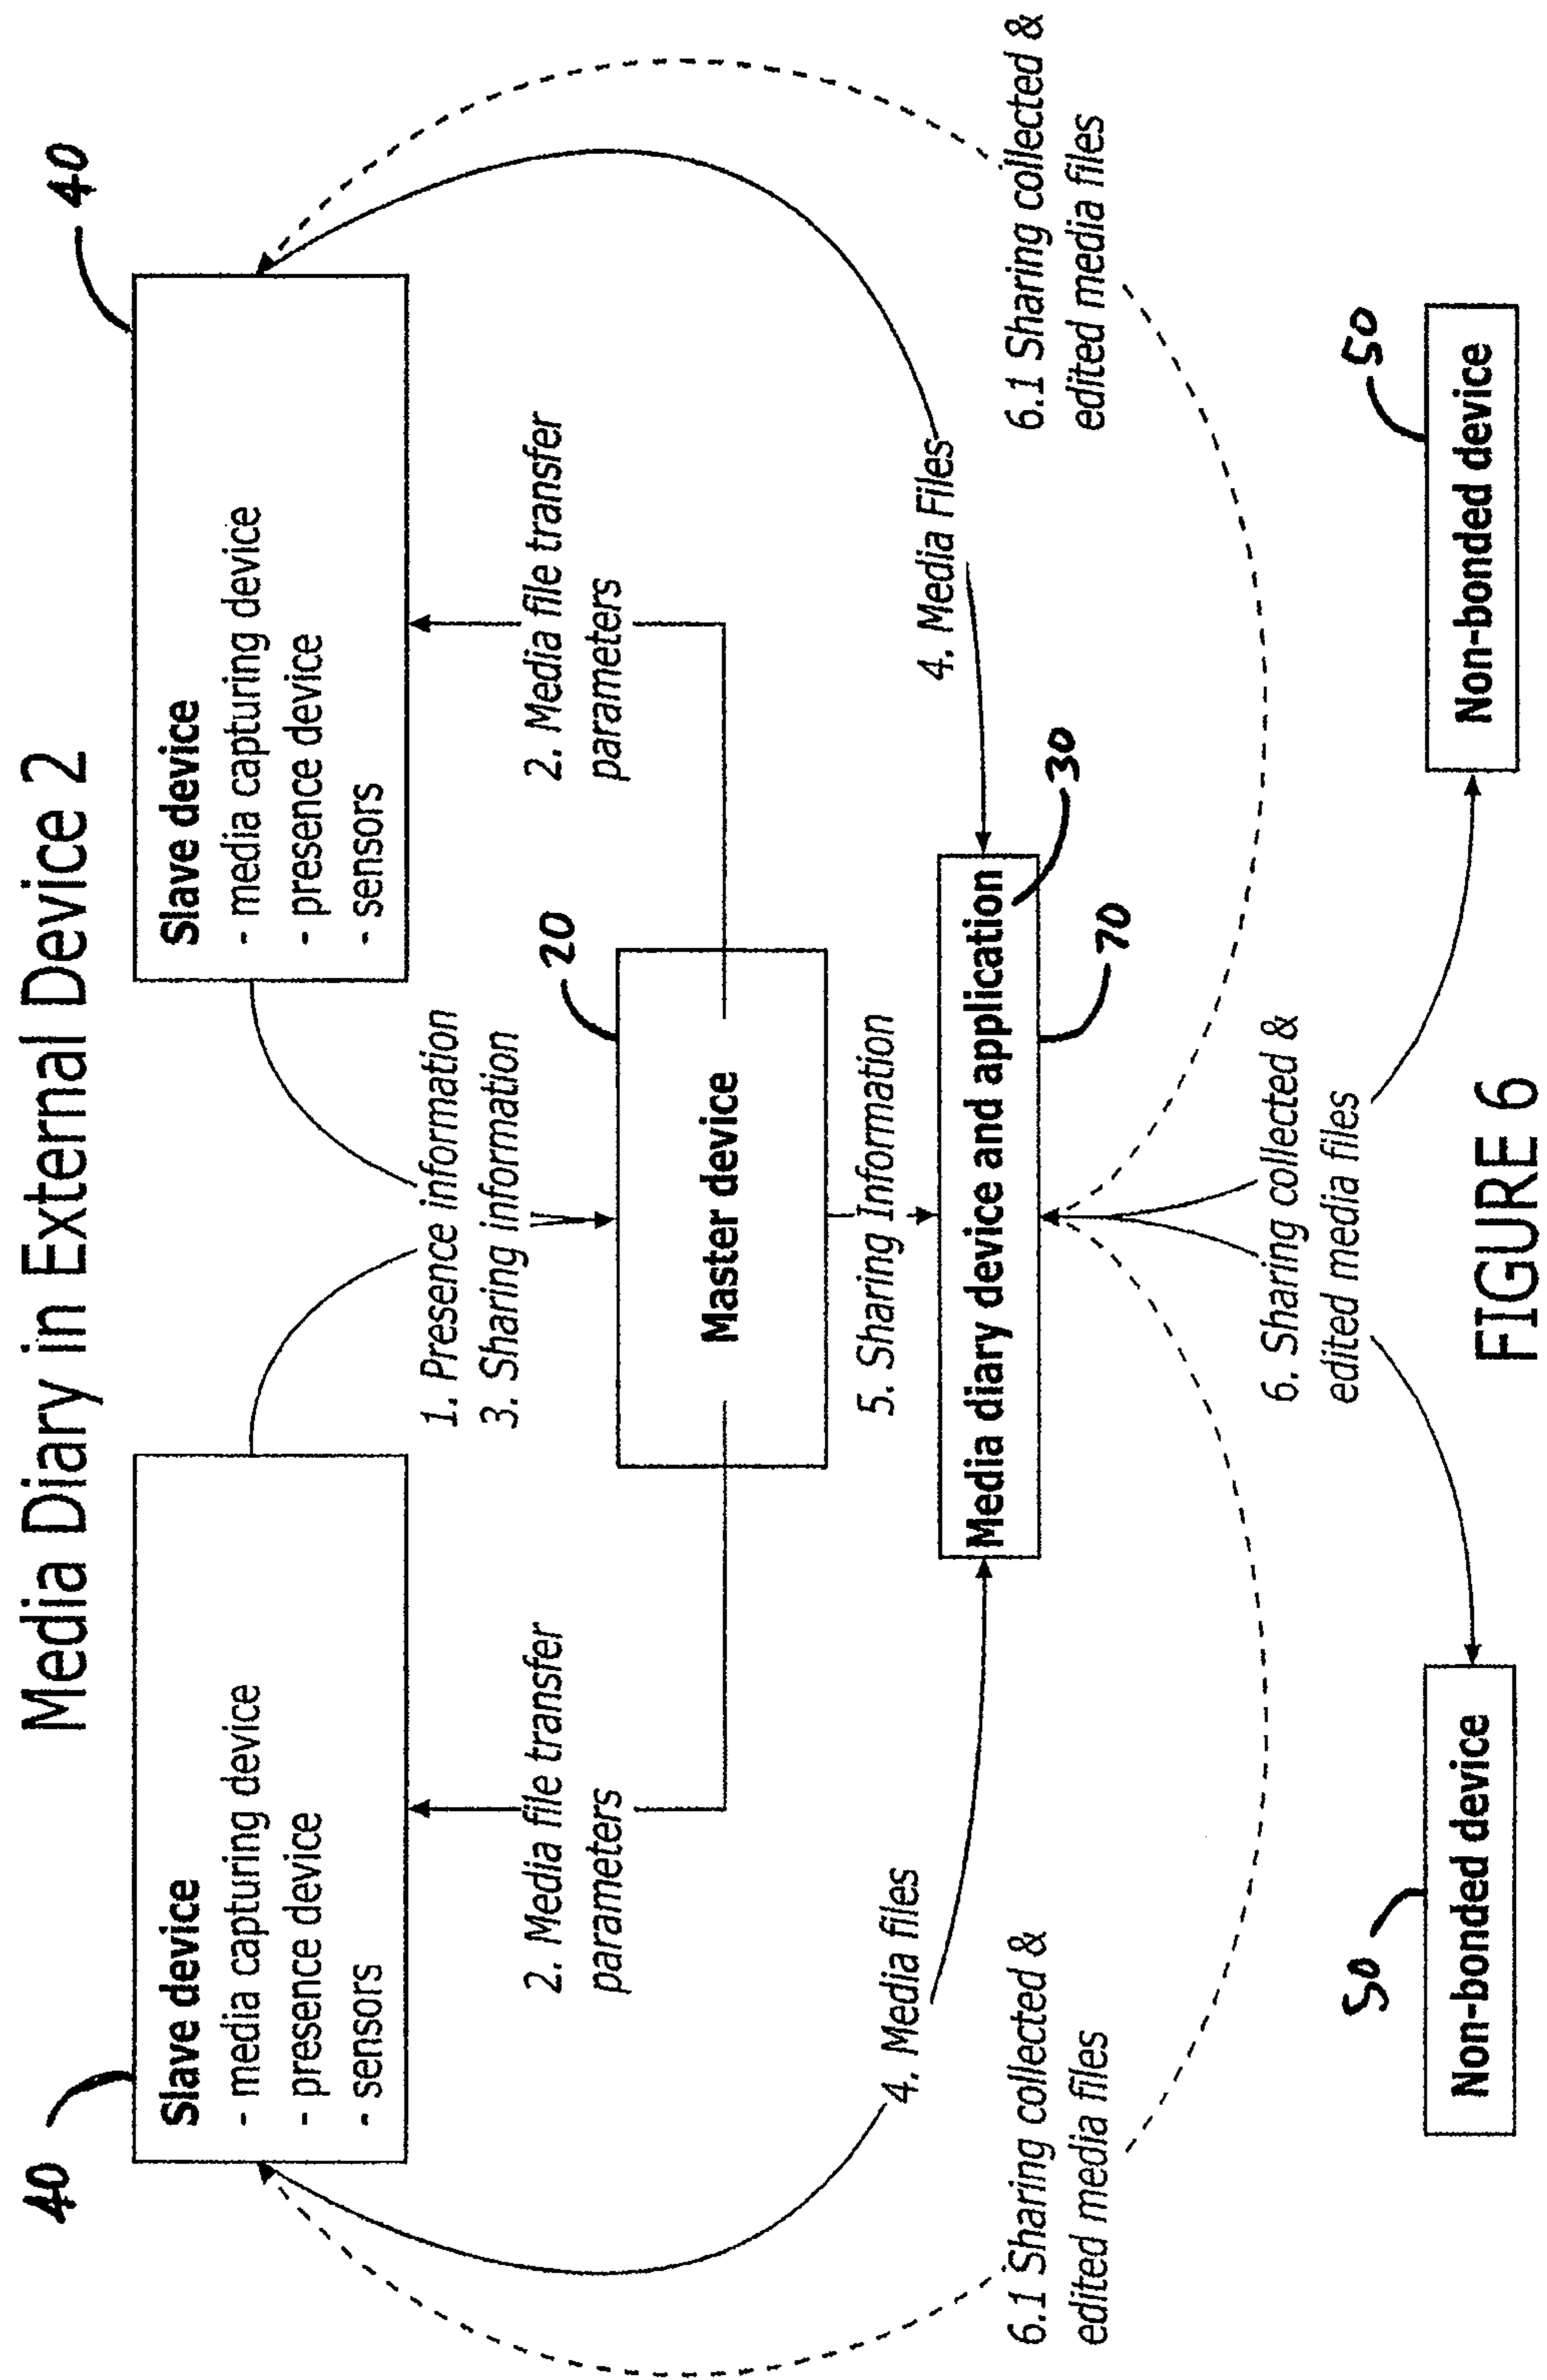 Media Diary in External Device 2
40
Slave device
- media capturing device
- presence device
- sensors
40
Slave device
- media capturing device
- presence device
- sensors
1. Presence information
3. Sharing information
2. Media file transfer
parameters
2. Media file transfer
parameters
20
Master device
5. Sharing Information
4. Media files
4. Media Files
Media diary device and application
30
70
6.1 Sharing collected &
edited media files
6.1 Sharing collected &
edited media files
6. Sharing collected &
edited media files
50
Non-bonded device
50
Non-bonded device
FIGURE 6